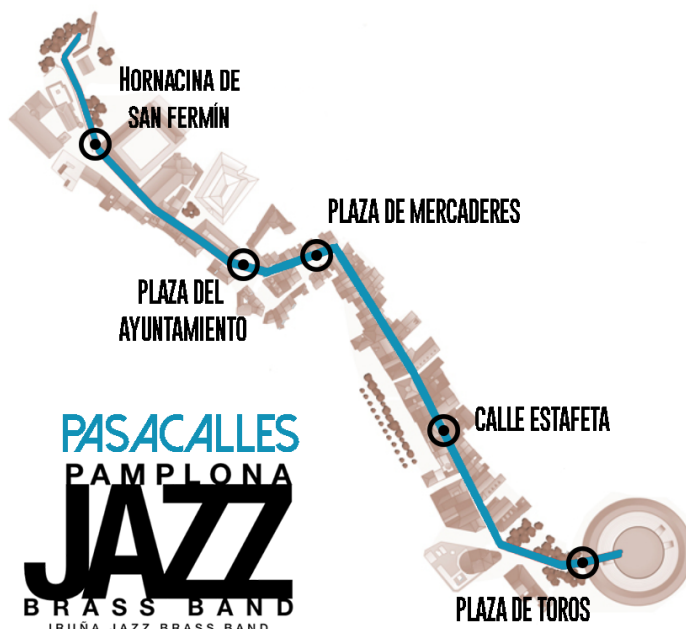 HORNACINA DE
SAN FERMÍN
PLAZA DE MERCADERES
PLAZA DEL
AYUNTAMIENTO
CALLE ESTAFETA
PLAZA DE TOROS
PASACALLES
PAMPLONA
JAZZ
BRASS BAND
IRUÑA JAZZ BRASS BAND